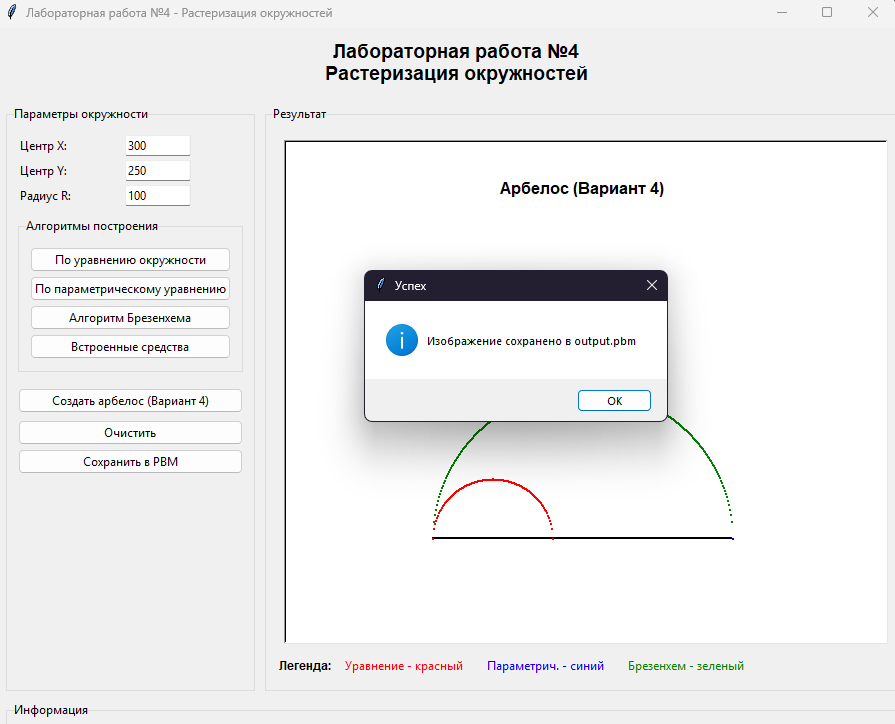 Лабораторная работа №4 - Растеризация окружностей
Лабораторная работа №4
Растеризация окружностей
Параметры окружности
Центр X: 300
Центр Y: 250
Радиус R: 100
Алгоритмы построения
По уравнению окружности
По параметрическому уравнению
Алгоритм Брезенхема
Встроенные средства
Создать арбелос (Вариант 4)
Очистить
Сохранить в PBM
Результат
Арбелос (Вариант 4)
Успех
Изображение сохранено в output.pbm
OK
Легенда: Уравнение - красный Параметрич. - синий Брезенхем - зеленый
Информация